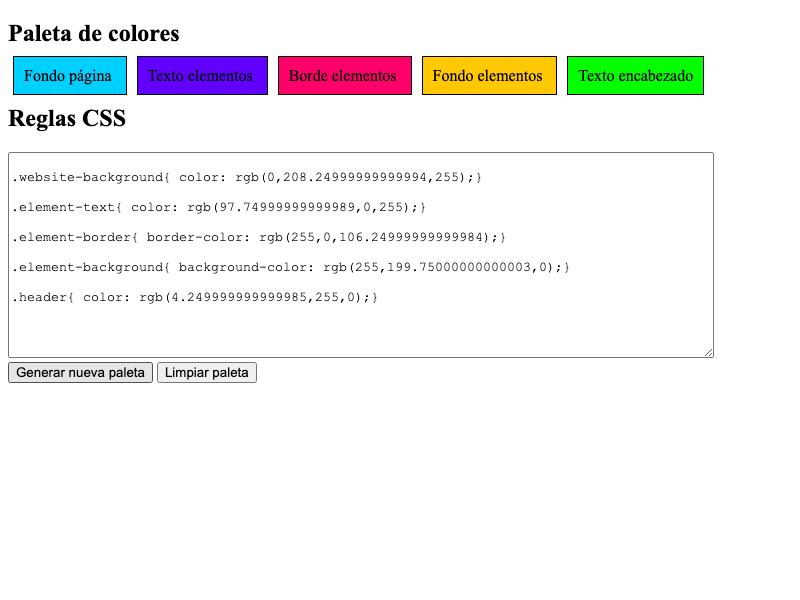 Paleta de colores
Fondo página Texto elementos Borde elementos Fondo elementos Texto encabezado
Reglas CSS
.website-background{ color: rgb(0,208.24999999999994,255);}
.element-text{ color: rgb(97.74999999999989,0,255);}
.element-border{ border-color: rgb(255,0,106.24999999999984);}
.element-background{ background-color: rgb(255,199.75000000000003,0);}
.header{ color: rgb(4.249999999999985,255,0);}
Generar nueva paleta Limpiar paleta